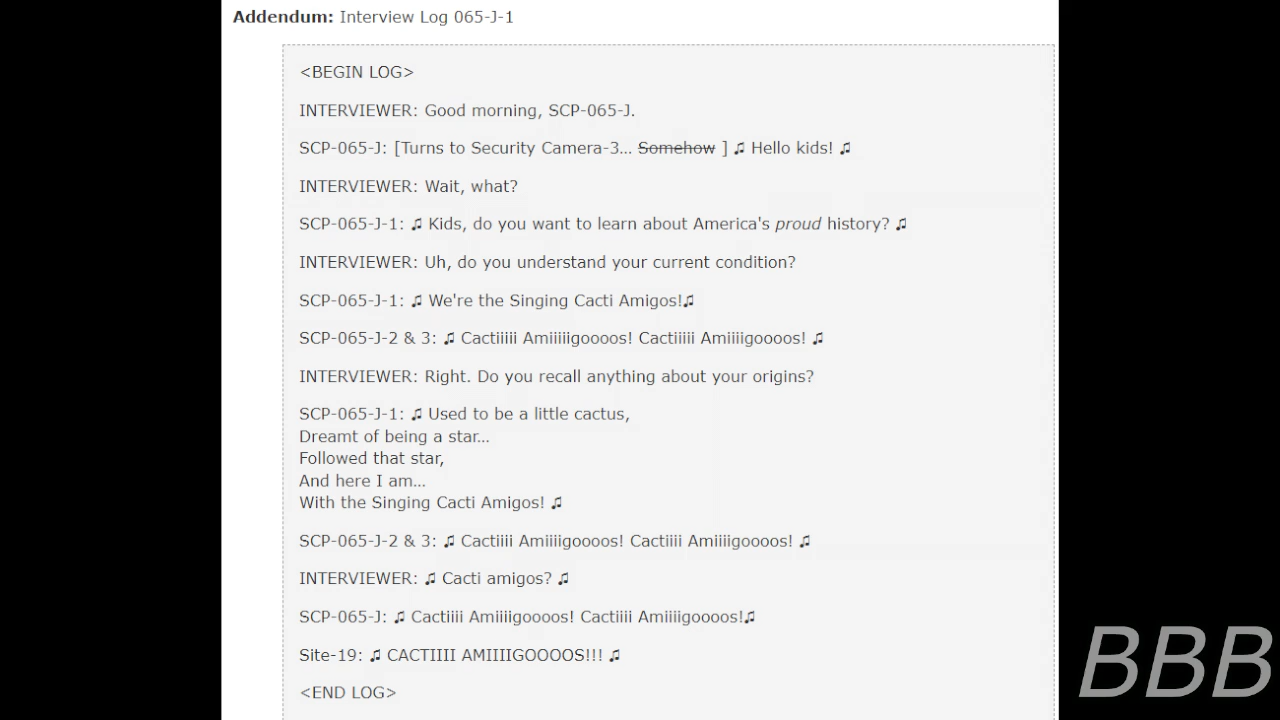 Addendum: Interview Log 065-J-1
<BEGIN LOG>
INTERVIEWER: Good morning, SCP-065-J.
SCP-065-J: [Turns to Security Camera-3... Somehow ] ♫ Hello kids! ♫
INTERVIEWER: Wait, what?
SCP-065-J-1: ♫ Kids, do you want to learn about America's proud history? ♫
INTERVIEWER: Uh, do you understand your current condition?
SCP-065-J-1: ♫ We're the Singing Cacti Amigos!♫
SCP-065-J-2 & 3: ♫ Cactiiiii Amiiiiigoooos! Cactiiiii Amiiiigoooos! ♫
INTERVIEWER: Right. Do you recall anything about your origins?
SCP-065-J-1: ♫ Used to be a little cactus,
Dreamt of being a star...
Followed that star,
And here I am...
With the Singing Cacti Amigos! ♫
SCP-065-J-2 & 3: ♫ Cactiiii Amiiiigoooos! Cactiiii Amiiiigoooos! ♫
INTERVIEWER: ♫ Cacti amigos? ♫
SCP-065-J: ♫ Cactiiii Amiiiigoooos! Cactiiii Amiiiigoooos!♫
Site-19: ♫ CACTIIII AMIIIIGOOOOS!!! ♫
<END LOG>
BBB